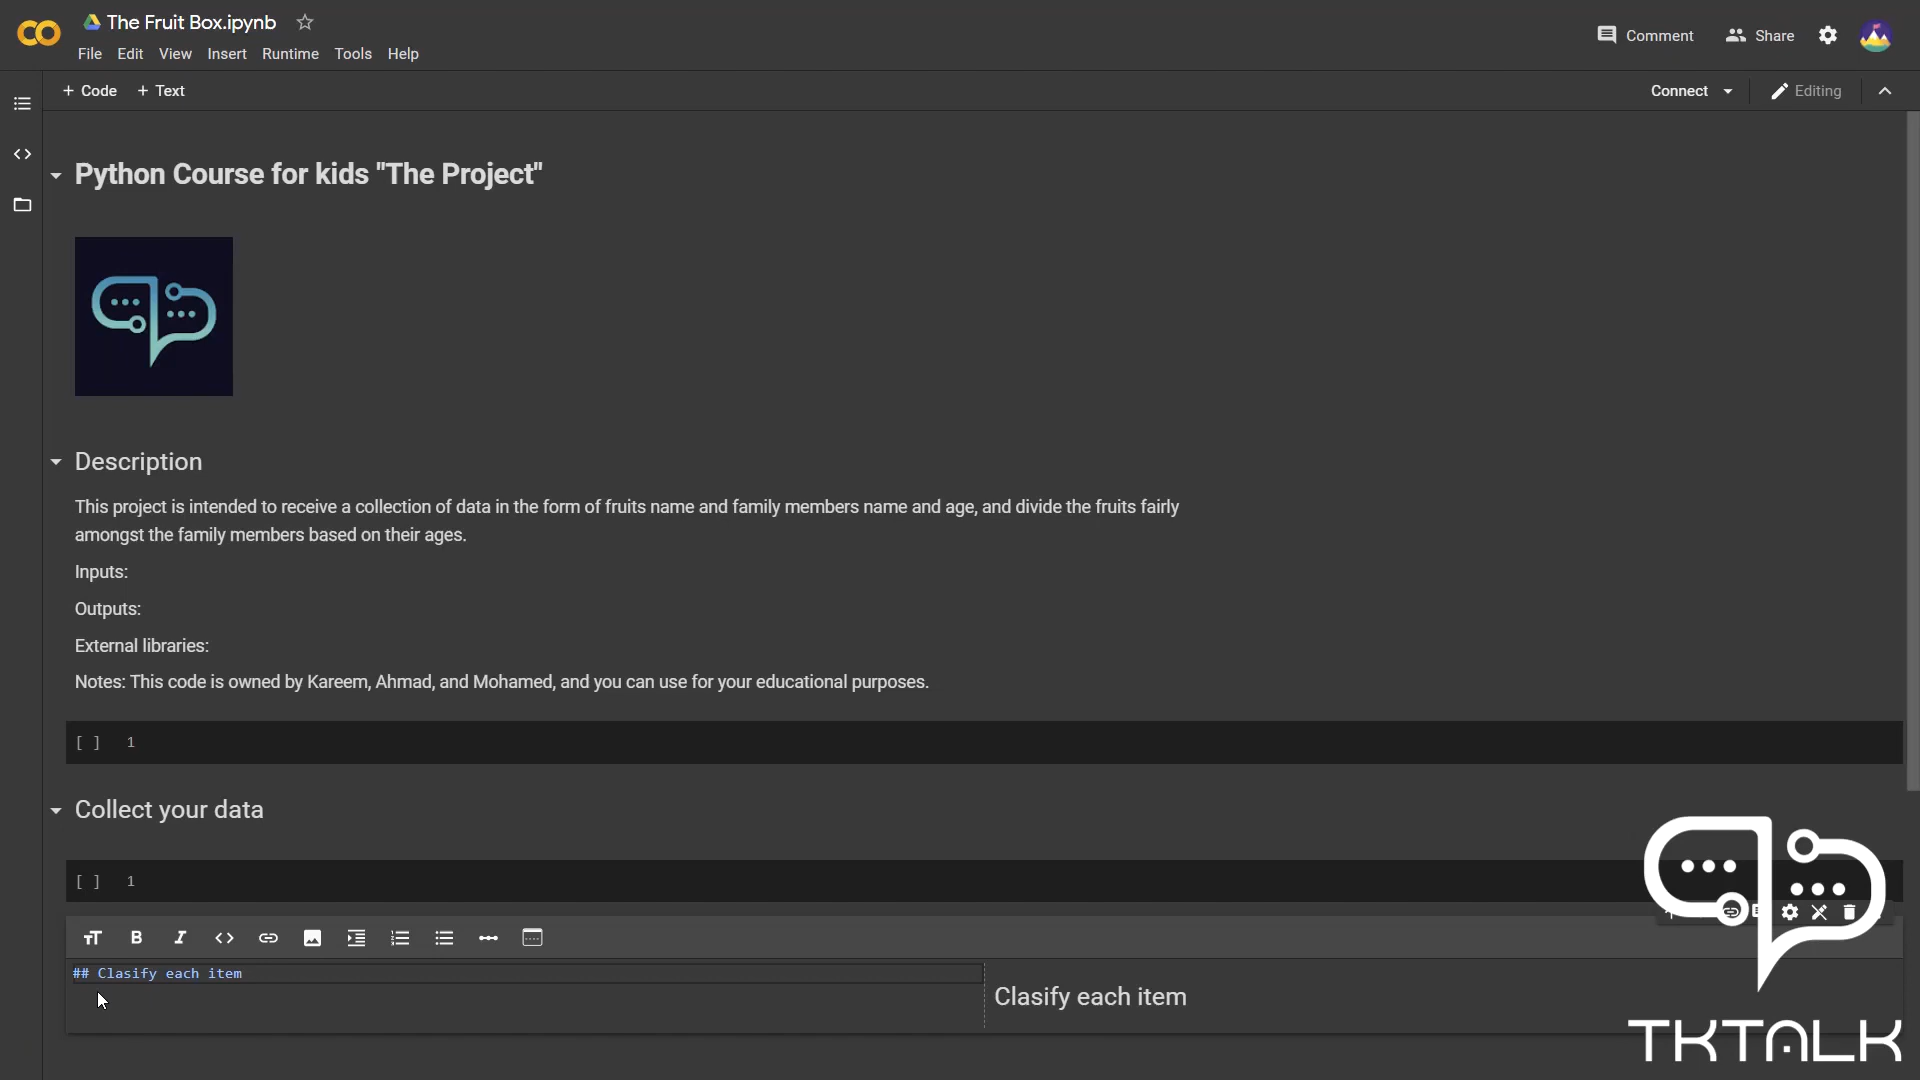 The Fruit Box.ipynb
File Edit View Insert Runtime Tools Help
Comment Share
+ Code + Text
Connect Editing
Python Course for kids "The Project"
Description
This project is intended to receive a collection of data in the form of fruits name and family members name and age, and divide the fruits fairly
amongst the family members based on their ages.
Inputs:
Outputs:
External libraries:
Notes: This code is owned by Kareem, Ahmad, and Mohamed, and you can use for your educational purposes.
[ ] 1
Collect your data
[ ] 1
## Clasify each item
Clasify each item
TKTALK